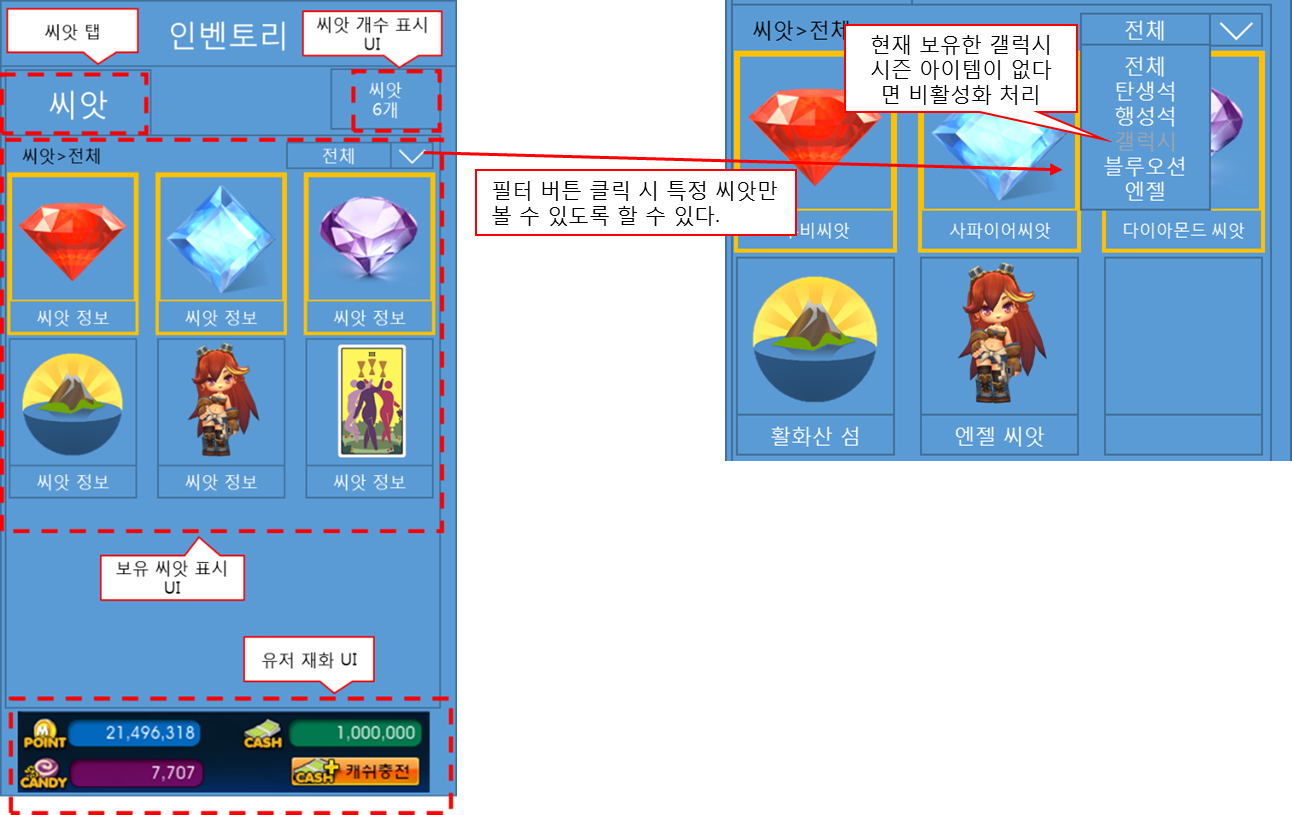 씨앗 탭
인벤토리
씨앗 개수 표시
UI
씨앗
씨앗
6개
씨앗>전체
전체
씨앗 정보
씨앗 정보
씨앗 정보
씨앗 정보
씨앗 정보
씨앗 정보
III
보유 씨앗 표시
UI
유저 재화 UI
M
POINT
21,496,318
CASH
1,000,000
CANDY
7,707
CASH
캐쉬충전
필터 버튼 클릭 시 특정 씨앗만
볼 수 있도록 할 수 있다.
씨앗>전체
전체
현재 보유한 갤럭시
시즌 아이템이 없다
면 비활성화 처리
전체
탄생석
행성석
갤럭시
블루오션
엔젤
비씨앗
사파이어씨앗
다이아몬드 씨앗
활화산 섬
엔젤 씨앗